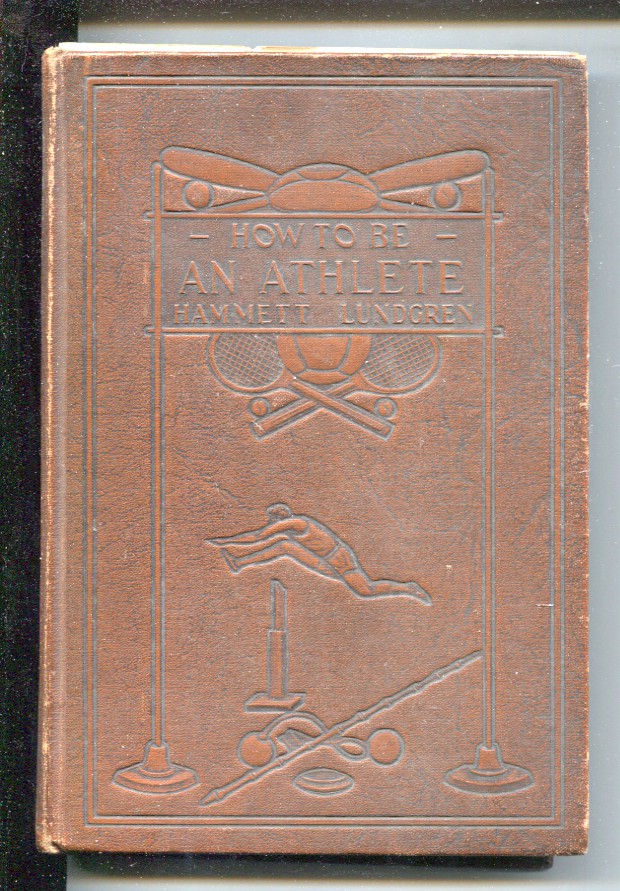 - HOW TO BE -
AN ATHLETE
HAMMETT LUNDGREN